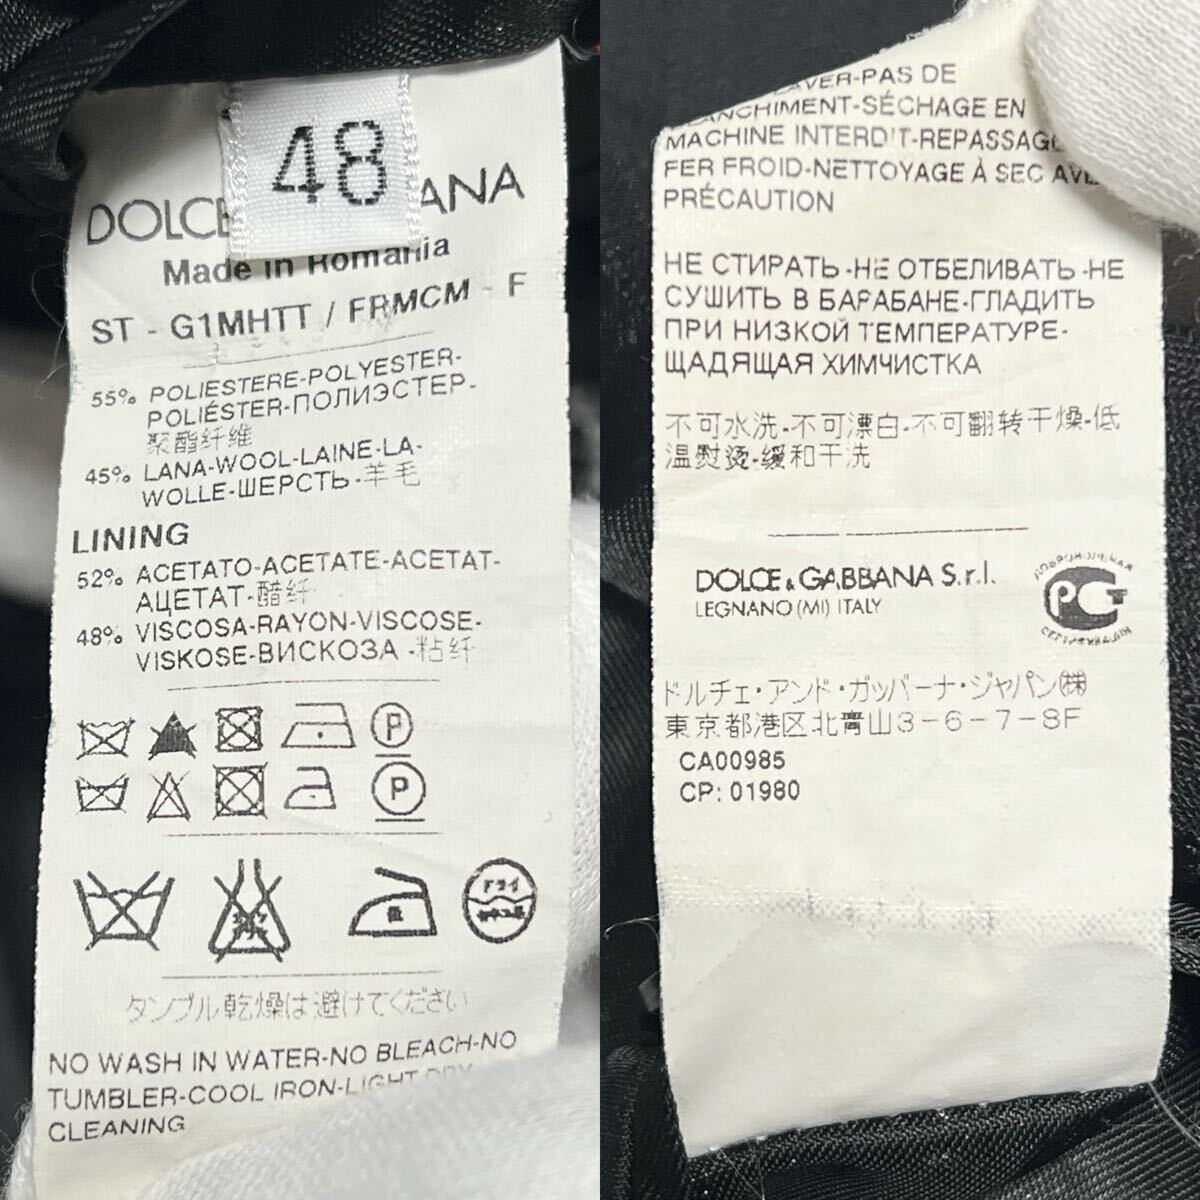 48
Made in Romania
ST - G1MHTT / FRMCM - F
55% POLIESTERE-POLYESTER-
POLIÉSTER-ПОЛИЭСТЕР-
聚酯纤维
45% LANA-WOOL-LAINE-LA-
WOLLE-ШЕРСТЬ-羊毛
LINING
52% ACETATO-ACETATE-ACETAT-
АЦЕТАТ-醋纤
48% VISCOSA-RAYON-VISCOSE-
VISKOSE-ВИСКОЗА-粘纤
P
P
低
ドライ
セキユ系
タンブル乾燥は避けてください
NO WASH IN WATER-NO BLEACH-NO
TUMBLER-COOL IRON-LIGHT DRY
CLEANING
LAVER-PAS DE
BLANCHIMENT-SÉCHAGE EN
MACHINE INTERDIT-REPASSAGE
FER FROID-NETTOYAGE À SEC AVEC
PRÉCAUTION
НЕ СТИРАТЬ-НЕ ОТБЕЛИВАТЬ-НЕ
СУШИТЬ В БАРАБАНЕ-ГЛАДИТЬ
ПРИ НИЗКОЙ ТЕМПЕРАТУРЕ-
ЩАДЯЩАЯ ХИМЧИСТКА
不可水洗-不可漂白-不可翻转干燥-低
温熨烫-缓和干洗
DOLCE & GABBANA S.r.l.
LEGNANO (MI) ITALY
ドルチェ・アンド・ガッバーナ・ジャパン(株)
東京都港区北青山3-6-7-8F
CA00985
CP: 01980